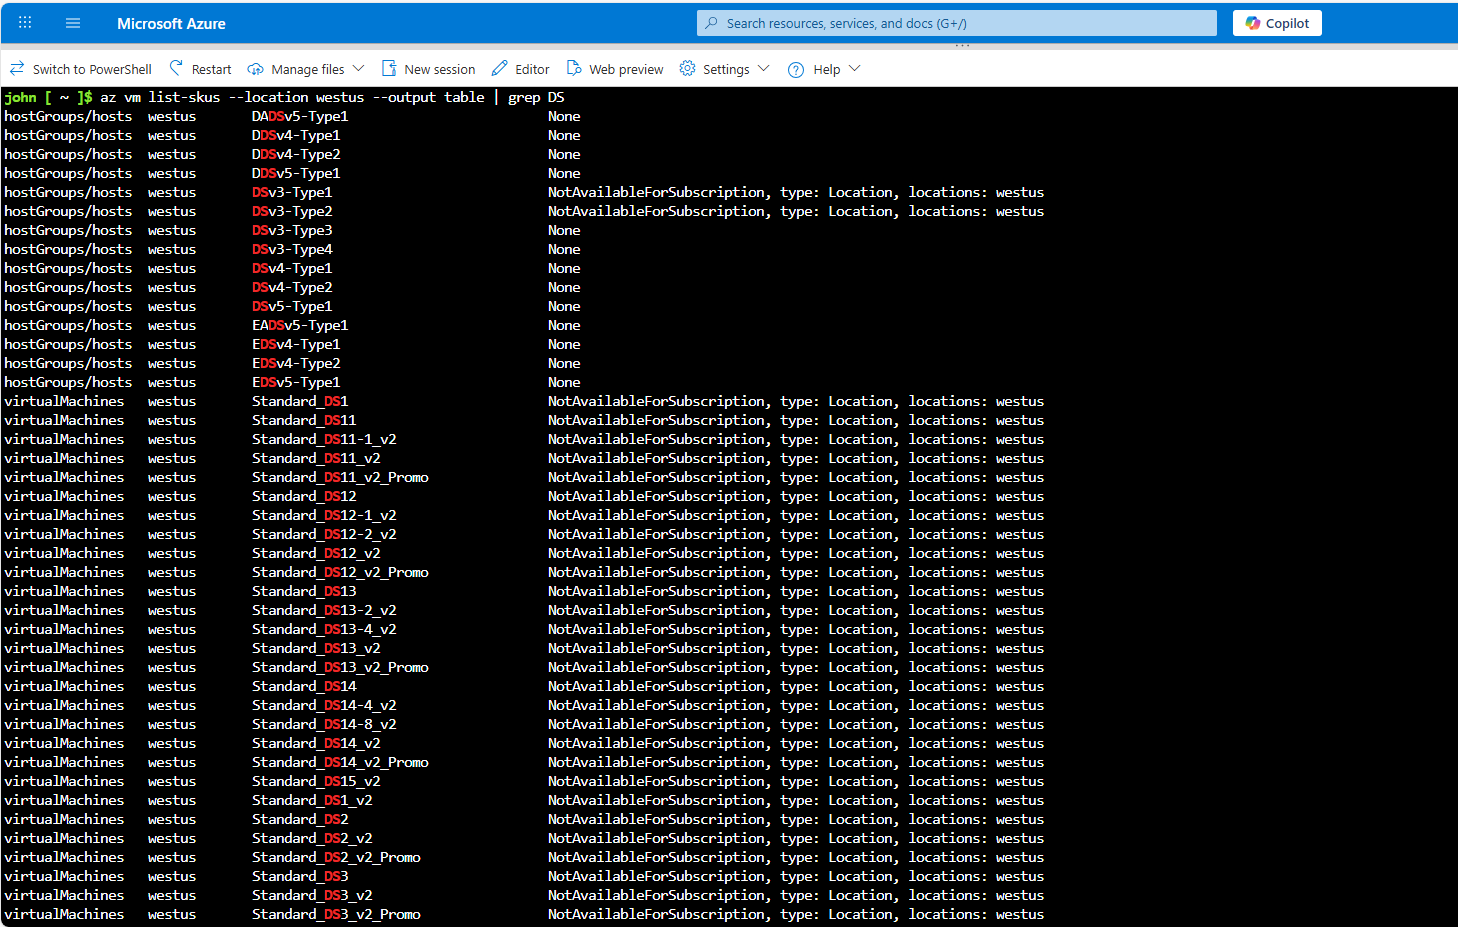 Microsoft Azure
Search resources, services, and docs (G+/)
Copilot
Switch to PowerShell Restart Manage files New session Editor Web preview Settings Help
john [ ~ ]$ az vm list-skus --location westus --output table | grep DS
hostGroups/hosts westus DADSv5-Type1 None
hostGroups/hosts westus DDSv4-Type1 None
hostGroups/hosts westus DDSv4-Type2 None
hostGroups/hosts westus DDSv5-Type1 None
hostGroups/hosts westus DSv3-Type1 NotAvailableForSubscription, type: Location, locations: westus
hostGroups/hosts westus DSv3-Type2 NotAvailableForSubscription, type: Location, locations: westus
hostGroups/hosts westus DSv3-Type3 None
hostGroups/hosts westus DSv3-Type4 None
hostGroups/hosts westus DSv4-Type1 None
hostGroups/hosts westus DSv4-Type2 None
hostGroups/hosts westus DSv5-Type1 None
hostGroups/hosts westus EADSv5-Type1 None
hostGroups/hosts westus EDSv4-Type1 None
hostGroups/hosts westus EDSv4-Type2 None
hostGroups/hosts westus EDSv5-Type1 None
virtualMachines westus Standard_DS1 NotAvailableForSubscription, type: Location, locations: westus
virtualMachines westus Standard_DS11 NotAvailableForSubscription, type: Location, locations: westus
virtualMachines westus Standard_DS11-1_v2 NotAvailableForSubscription, type: Location, locations: westus
virtualMachines westus Standard_DS11_v2 NotAvailableForSubscription, type: Location, locations: westus
virtualMachines westus Standard_DS11_v2_Promo NotAvailableForSubscription, type: Location, locations: westus
virtualMachines westus Standard_DS12 NotAvailableForSubscription, type: Location, locations: westus
virtualMachines westus Standard_DS12-1_v2 NotAvailableForSubscription, type: Location, locations: westus
virtualMachines westus Standard_DS12-2_v2 NotAvailableForSubscription, type: Location, locations: westus
virtualMachines westus Standard_DS12_v2 NotAvailableForSubscription, type: Location, locations: westus
virtualMachines westus Standard_DS12_v2_Promo NotAvailableForSubscription, type: Location, locations: westus
virtualMachines westus Standard_DS13 NotAvailableForSubscription, type: Location, locations: westus
virtualMachines westus Standard_DS13-2_v2 NotAvailableForSubscription, type: Location, locations: westus
virtualMachines westus Standard_DS13-4_v2 NotAvailableForSubscription, type: Location, locations: westus
virtualMachines westus Standard_DS13_v2 NotAvailableForSubscription, type: Location, locations: westus
virtualMachines westus Standard_DS13_v2_Promo NotAvailableForSubscription, type: Location, locations: westus
virtualMachines westus Standard_DS14 NotAvailableForSubscription, type: Location, locations: westus
virtualMachines westus Standard_DS14-4_v2 NotAvailableForSubscription, type: Location, locations: westus
virtualMachines westus Standard_DS14-8_v2 NotAvailableForSubscription, type: Location, locations: westus
virtualMachines westus Standard_DS14_v2 NotAvailableForSubscription, type: Location, locations: westus
virtualMachines westus Standard_DS14_v2_Promo NotAvailableForSubscription, type: Location, locations: westus
virtualMachines westus Standard_DS15_v2 NotAvailableForSubscription, type: Location, locations: westus
virtualMachines westus Standard_DS1_v2 NotAvailableForSubscription, type: Location, locations: westus
virtualMachines westus Standard_DS2 NotAvailableForSubscription, type: Location, locations: westus
virtualMachines westus Standard_DS2_v2 NotAvailableForSubscription, type: Location, locations: westus
virtualMachines westus Standard_DS2_v2_Promo NotAvailableForSubscription, type: Location, locations: westus
virtualMachines westus Standard_DS3 NotAvailableForSubscription, type: Location, locations: westus
virtualMachines westus Standard_DS3_v2 NotAvailableForSubscription, type: Location, locations: westus
virtualMachines westus Standard_DS3_v2_Promo NotAvailableForSubscription, type: Location, locations: westus